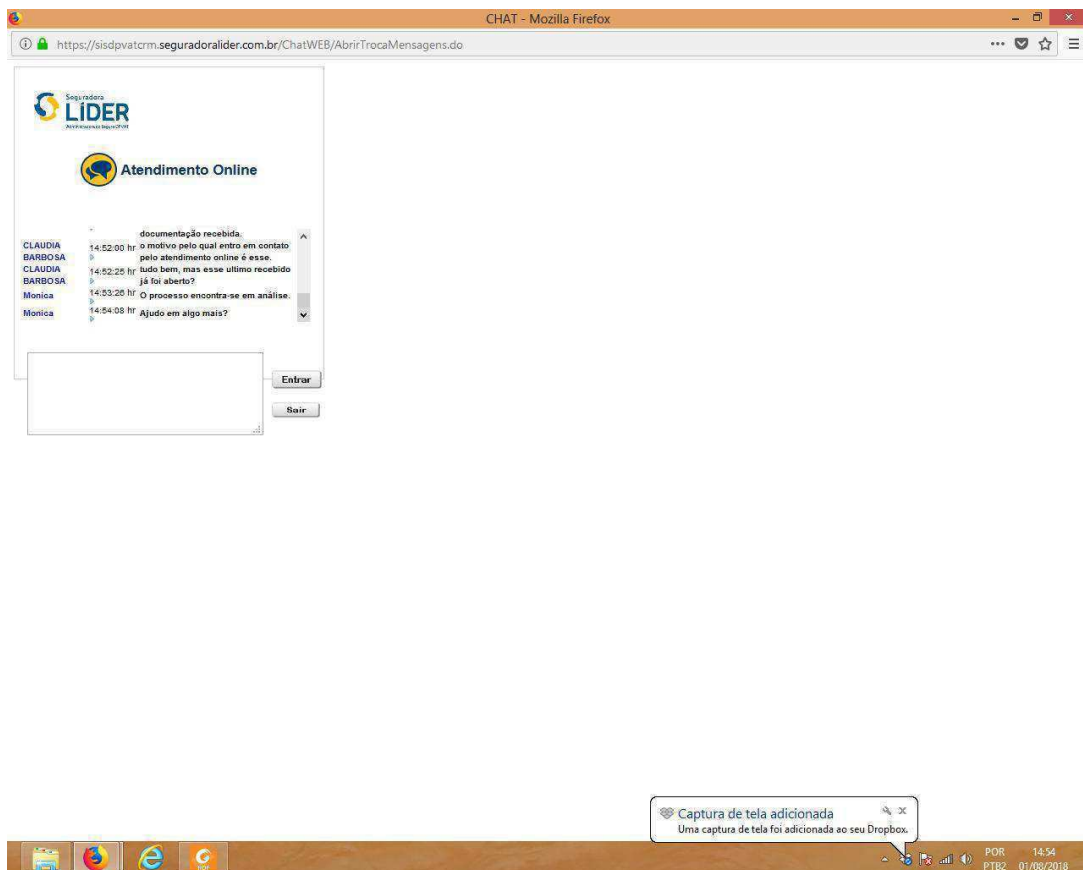 CHAT - Mozilla Firefox
https://sisdpvatcrm.seguradoralider.com.br/ChatWEB/AbrirTrocaMensagens.do
Seguradora
LÍDER
Atendimento Online
documentação recebida.
CLAUDIA BARBOSA 14:52:00 hr o motivo pelo qual entro em contato
pelo atendimento online é esse.
CLAUDIA BARBOSA 14:52:25 hr tudo bem, mas esse ultimo recebido
já foi aberto?
Monica 14:53:26 hr O processo encontra-se em análise.
Monica 14:54:08 hr Ajudo em algo mais?
Entrar
Sair
Captura de tela adicionada
Uma captura de tela foi adicionada ao seu Dropbox.
POR 14:54
PTB2 01/08/2018